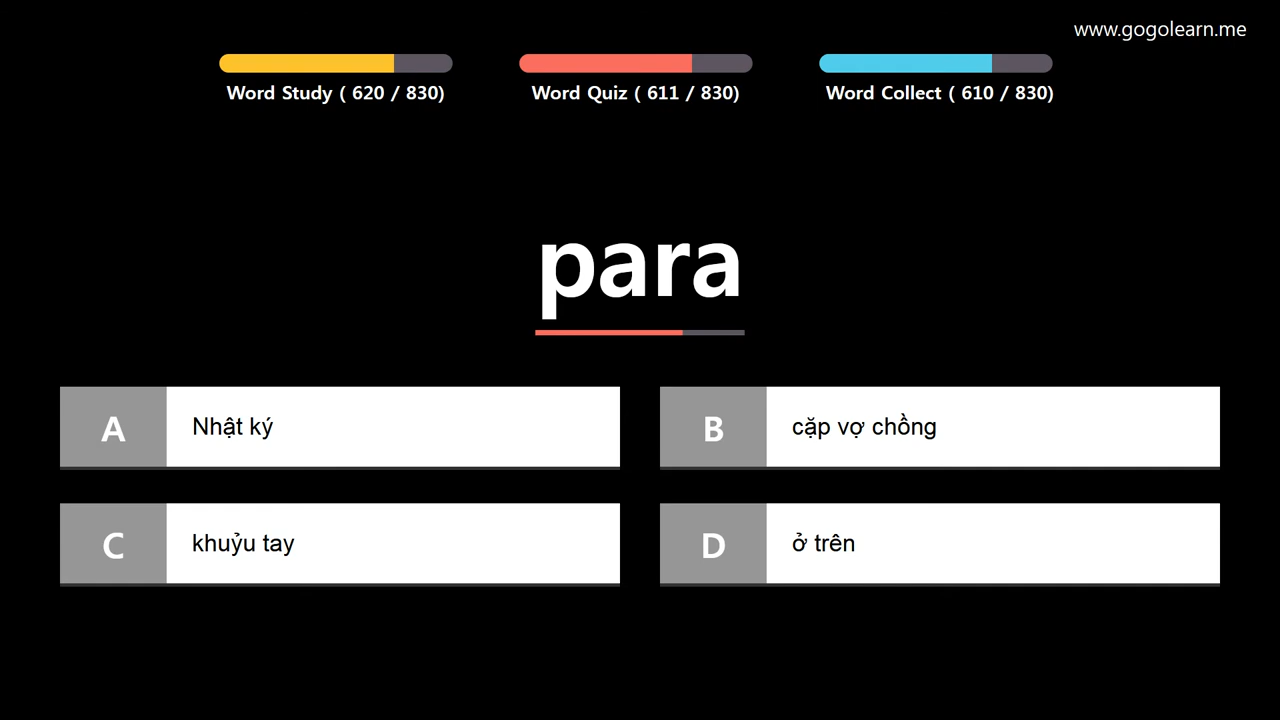 www.gogolearn.me
Word Study ( 620 / 830)
Word Quiz ( 611 / 830)
Word Collect ( 610 / 830)
para
A Nhật ký
B cặp vợ chồng
C khuỷu tay
D ở trên